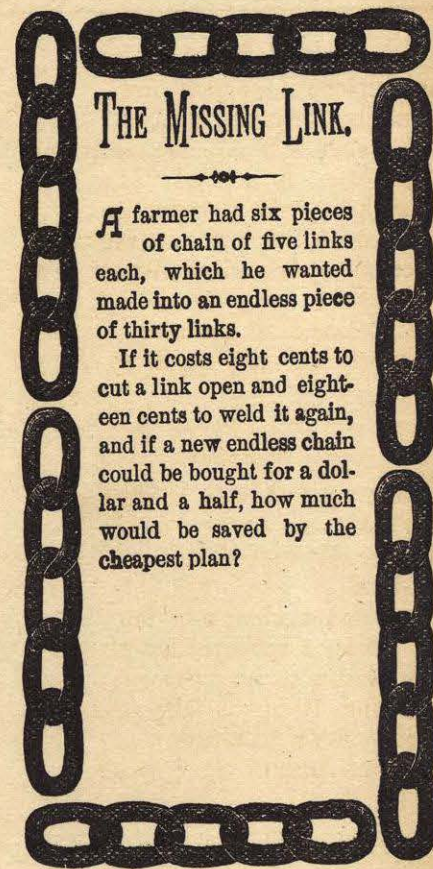 THE MISSING LINK.
A farmer had six pieces
of chain of five links
each, which he wanted
made into an endless piece
of thirty links.
If it costs eight cents to
cut a link open and eight-
een cents to weld it again,
and if a new endless chain
could be bought for a dol-
lar and a half, how much
would be saved by the
cheapest plan?